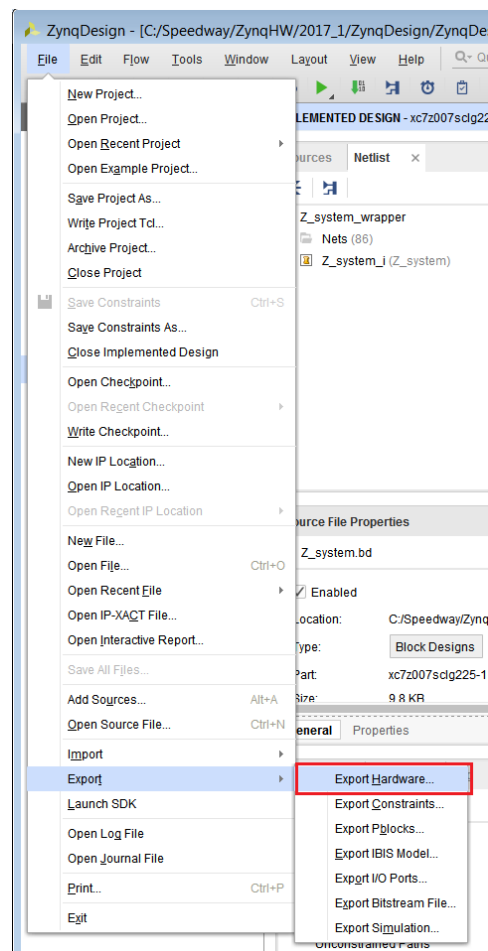 ZynqDesign - [C:/Speedway/ZynqHW/2017_1/ZynqDesign/ZynqDes
File Edit Flow Tools Window Layout View Help Q- Qu
New Project...
Open Project...
Open Recent Project
Open Example Project...
Save Project As...
Write Project Tcl...
Archive Project...
Close Project
Save Constraints Ctrl+S
Save Constraints As...
Close Implemented Design
Open Checkpoint...
Open Recent Checkpoint
Write Checkpoint...
New IP Location...
Open IP Location...
Open Recent IP Location
New File...
Open File... Ctrl+O
Open Recent File
Open IP-XACT File...
Open Interactive Report...
Save All Files...
Add Sources... Alt+A
Open Source File... Ctrl+N
Import
Export
Launch SDK
Open Log File
Open Journal File
Print... Ctrl+P
Exit
Export Hardware...
Export Constraints...
Export Pblocks...
Export IBIS Model...
Export I/O Ports...
Export Bitstream File...
Export Simulation...
LEMENTED DESIGN - xc7z007sclg22
ources Netlist ×
Z_system_wrapper
Nets (86)
Z_system_i (Z_system)
ource File Properties
Z_system.bd
Enabled
Location: C:/Speedway/Zynq
Type: Block Designs
Part: xc7z007sclg225-1
Size: 9.8 KB
eneral Properties
Unconstrained Paths